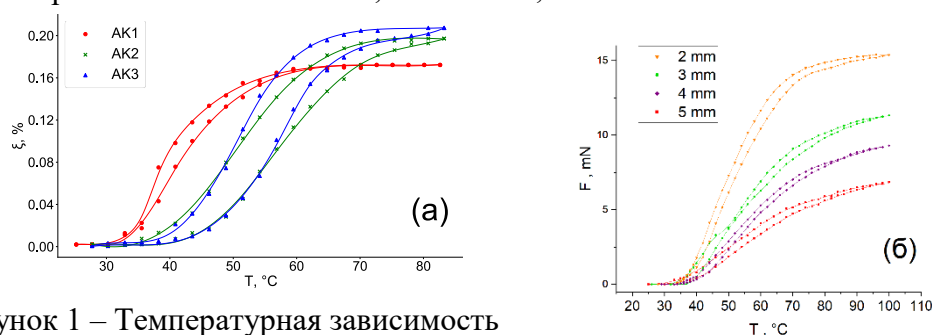 0.20
0.16
0.12
0.08
0.04
0.00
ξ, %
AK1
AK2
AK3
(а)
30 40 50 60 70 80
T, °C
15
10
5
0
F, mN
2 mm
3 mm
4 mm
5 mm
(б)
20 30 40 50 60 70 80 90 100 110
T, °C
унок 1 – Температурная зависимость